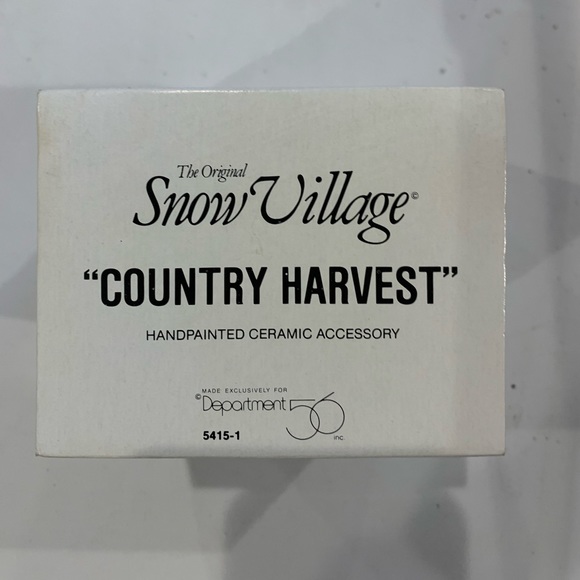 The Original
Snow Village©
“COUNTRY HARVEST”
HANDPAINTED CERAMIC ACCESSORY
MADE EXCLUSIVELY FOR
©Department 56 inc.
5415-1